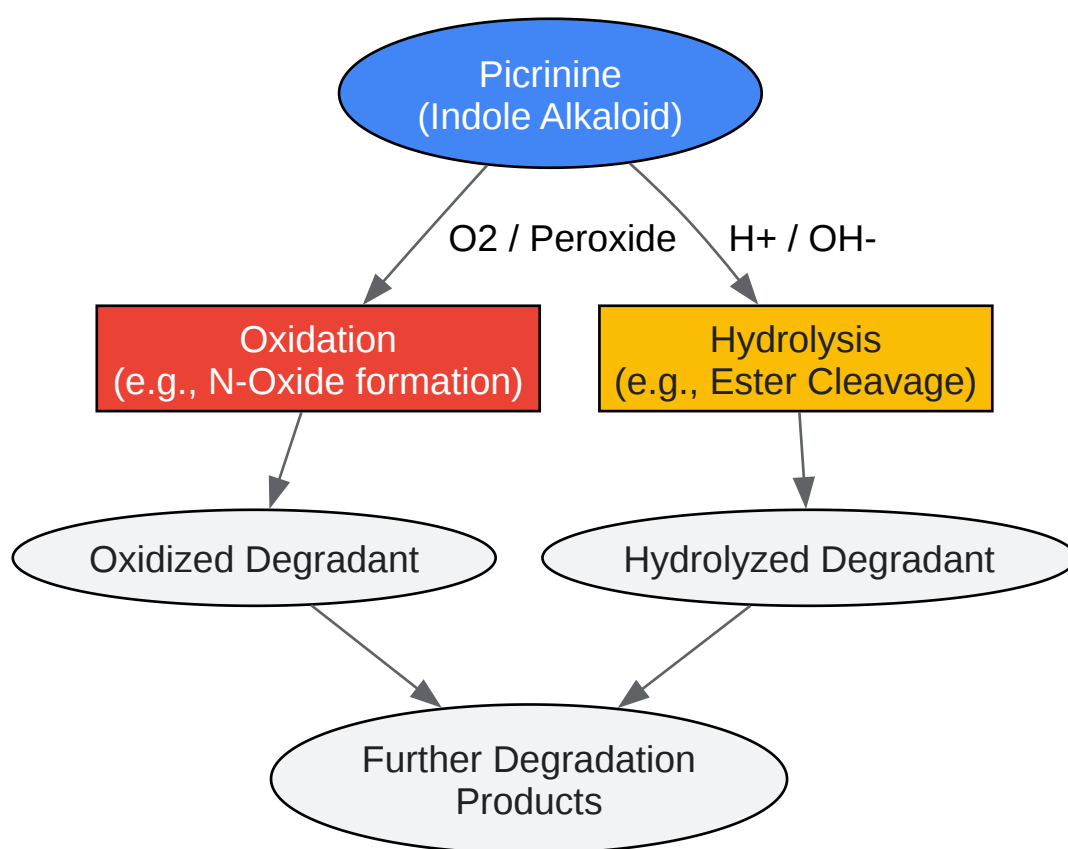 Picrinine
(Indole Alkaloid)
O2 / Peroxide
H+ / OH-
Oxidation
(e.g., N-Oxide formation)
Hydrolysis
(e.g., Ester Cleavage)
Oxidized Degradant
Hydrolyzed Degradant
Further Degradation
Products